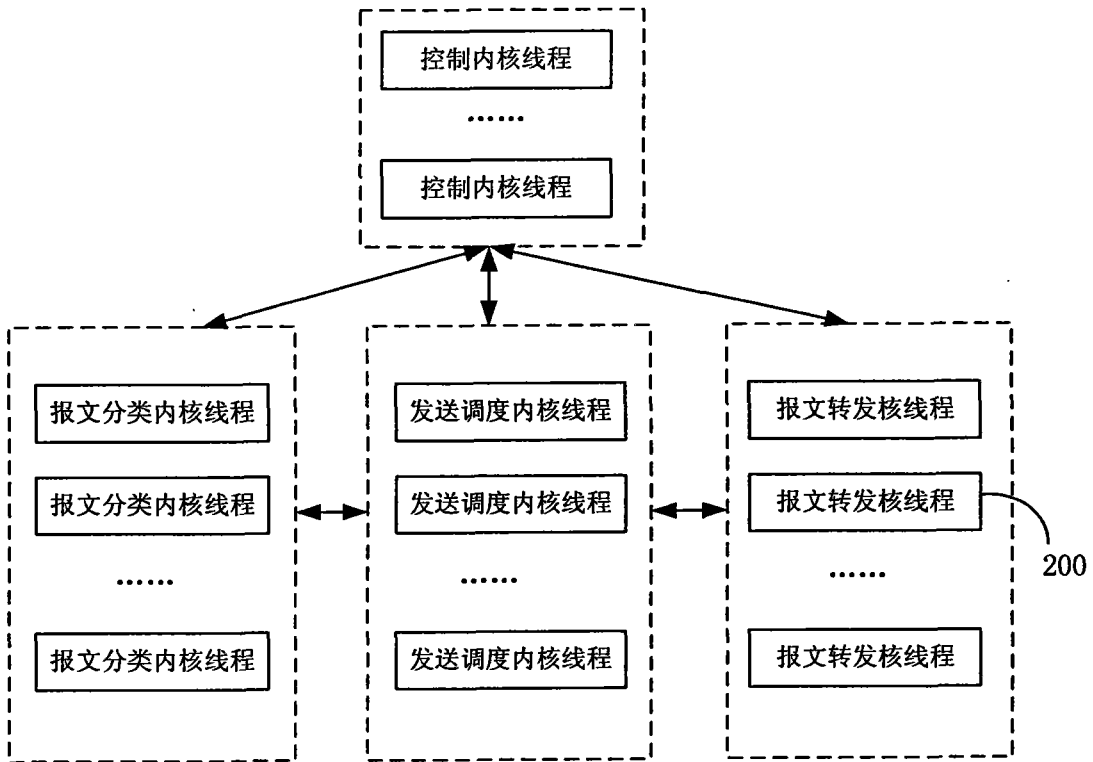 控制内核线程
……
控制内核线程
报文分类内核线程
报文分类内核线程
……
报文分类内核线程
发送调度内核线程
发送调度内核线程
……
发送调度内核线程
报文转发核线程
报文转发核线程
……
报文转发核线程
200